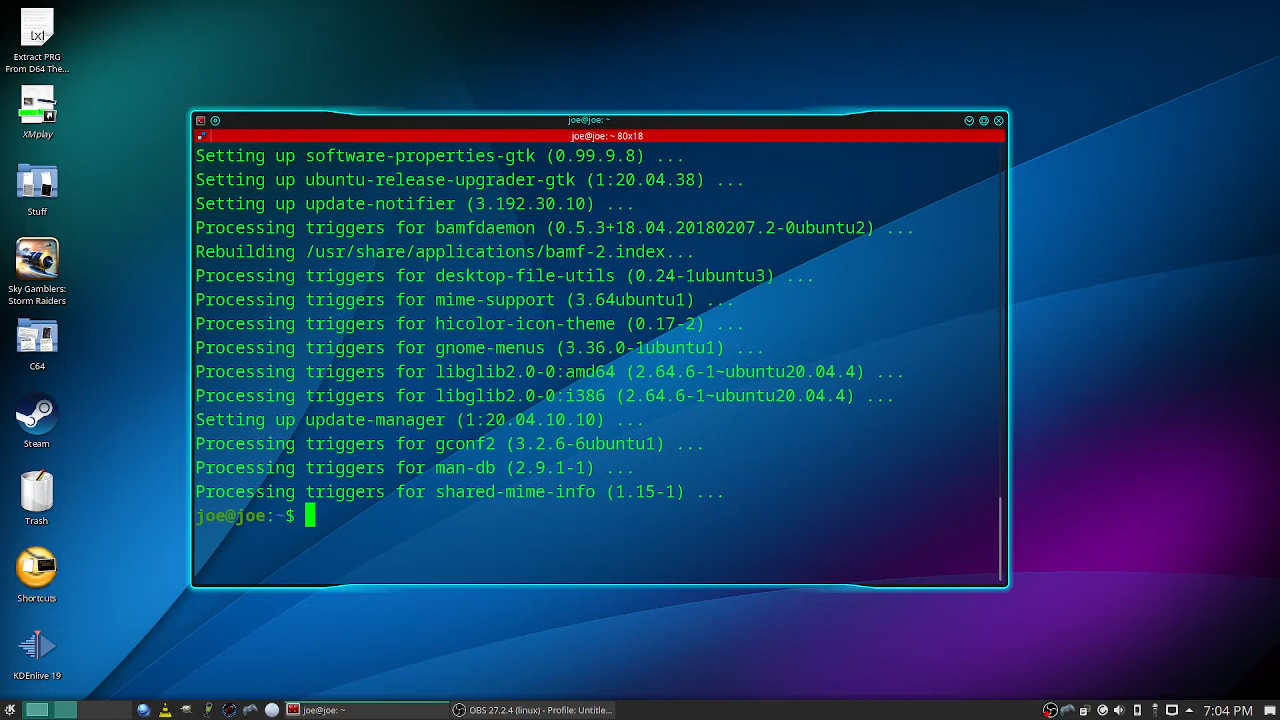 txt
Extract PRG
From D64 The...
XMplay
Stuff
Sky Gamblers:
Storm Raiders
C64
Steam
Trash
Shortcuts
KDEnlive 19
joe@joe: ~
joe@joe: ~ 80x18
Setting up software-properties-gtk (0.99.9.8) ...
Setting up ubuntu-release-upgrader-gtk (1:20.04.38) ...
Setting up update-notifier (3.192.30.10) ...
Processing triggers for bamfdaemon (0.5.3+18.04.20180207.2-0ubuntu2) ...
Rebuilding /usr/share/applications/bamf-2.index...
Processing triggers for desktop-file-utils (0.24-1ubuntu3) ...
Processing triggers for mime-support (3.64ubuntu1) ...
Processing triggers for hicolor-icon-theme (0.17-2) ...
Processing triggers for gnome-menus (3.36.0-1ubuntu1) ...
Processing triggers for libglib2.0-0:amd64 (2.64.6-1~ubuntu20.04.4) ...
Processing triggers for libglib2.0-0:i386 (2.64.6-1~ubuntu20.04.4) ...
Setting up update-manager (1:20.04.10.10) ...
Processing triggers for gconf2 (3.2.6-6ubuntu1) ...
Processing triggers for man-db (2.9.1-1) ...
Processing triggers for shared-mime-info (1.15-1) ...
joe@joe:~$
joe@joe: ~
OBS 27.2.4 (linux) - Profile: Untitle...
7:04 PM